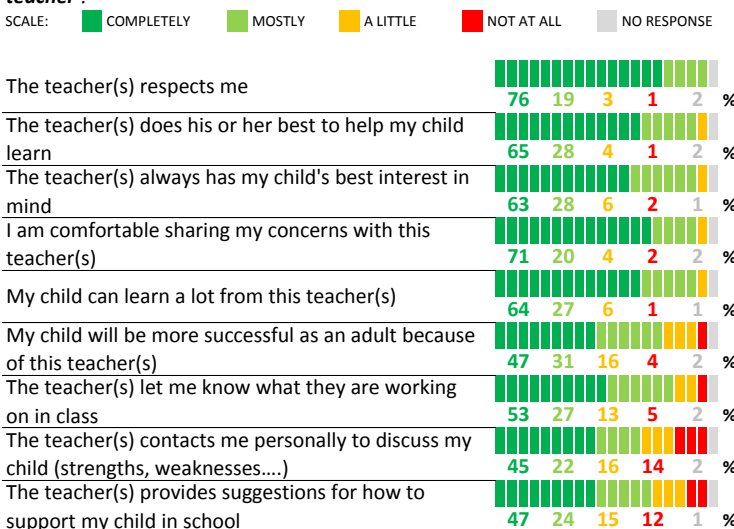 teacher :
SCALE: COMPLETELY MOSTLY A LITTLE NOT AT ALL NO RESPONSE
The teacher(s) respects me
76 19 3 1 2 %
The teacher(s) does his or her best to help my child
learn
65 28 4 1 2 %
The teacher(s) always has my child's best interest in
mind
63 28 6 2 1 %
I am comfortable sharing my concerns with this
teacher(s)
71 20 4 2 2 %
My child can learn a lot from this teacher(s)
64 27 6 1 1 %
My child will be more successful as an adult because
of this teacher(s)
47 31 16 4 2 %
The teacher(s) let me know what they are working
on in class
53 27 13 5 2 %
The teacher(s) contacts me personally to discuss my
child (strengths, weaknesses....)
45 22 16 14 2 %
The teacher(s) provides suggestions for how to
support my child in school
47 24 15 12 1 %